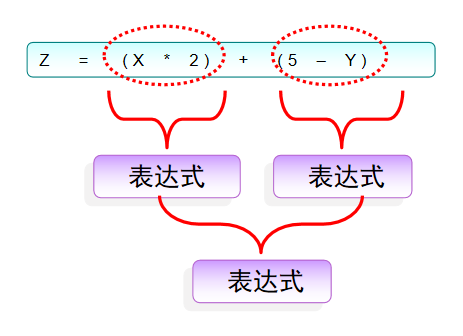 Z = (X * 2) + (5 – Y)
表达式 表达式
表达式